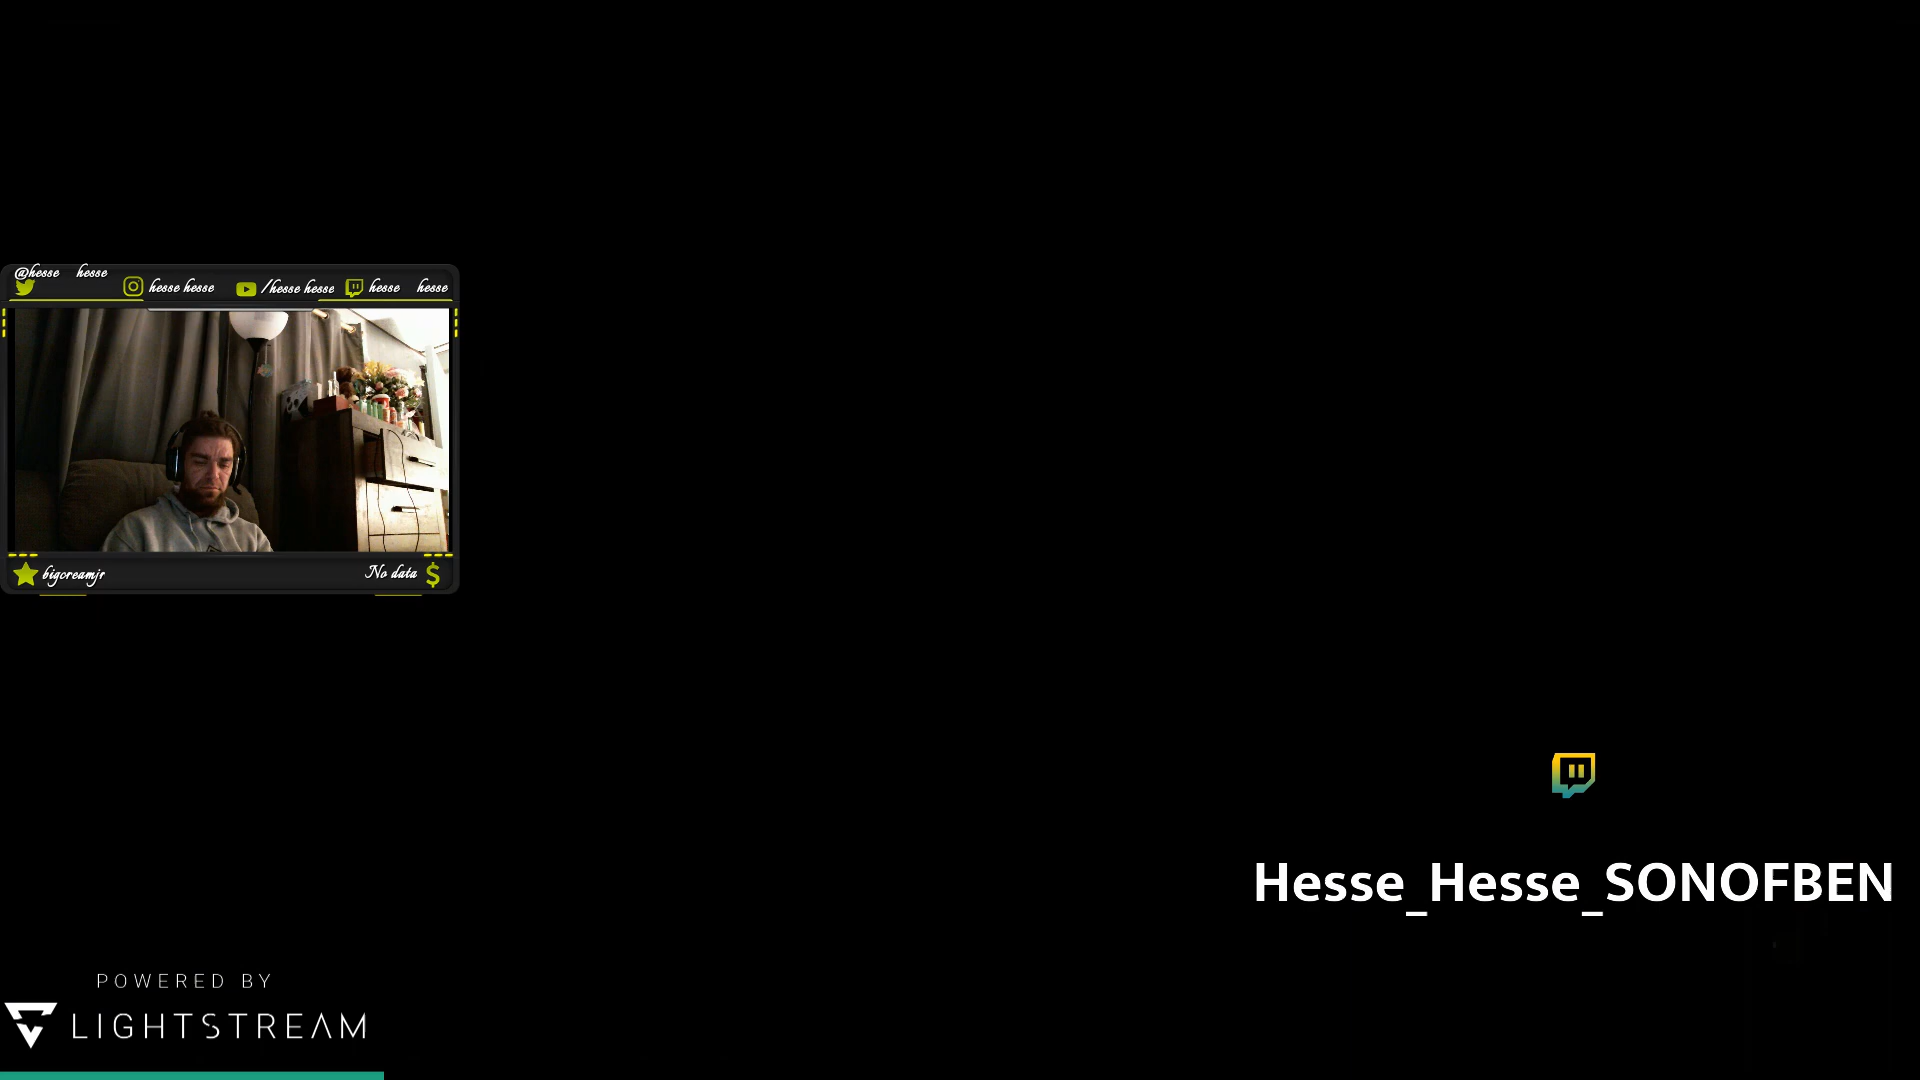 @hesse hesse
hesse hesse
/hesse hesse
hesse hesse
bigcreamjr
No data
Hesse_Hesse_SONOFBEN
POWERED BY
LIGHTSTREAM